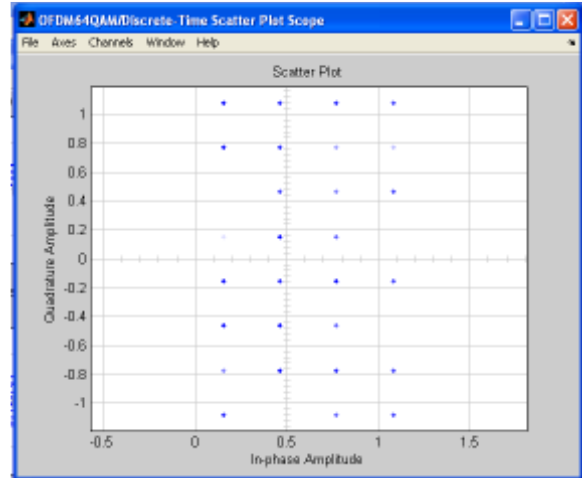 OFDM64QAM/Discrete-Time Scatter Plot Scope
File Axes Channels Window Help
Scatter Plot
1
0.8
0.6
0.4
0.2
0
-0.2
-0.4
-0.6
-0.8
-1
Quadrature Amplitude
-0.5 0 0.5 1 1.5
In-phase Amplitude